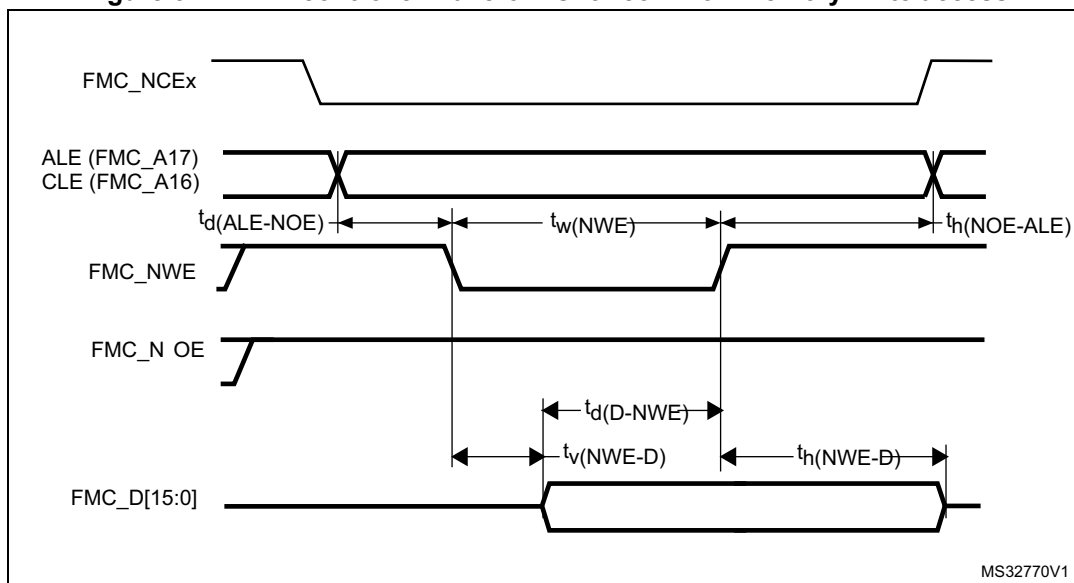 FMC_NCEx
ALE (FMC_A17)
CLE (FMC_A16)
td(ALE-NOE)
tw(NWE)
th(NOE-ALE)
FMC_NWE
FMC_N OE
td(D-NWE)
tv(NWE-D)
th(NWE-D)
FMC_D[15:0]
MS32770V1